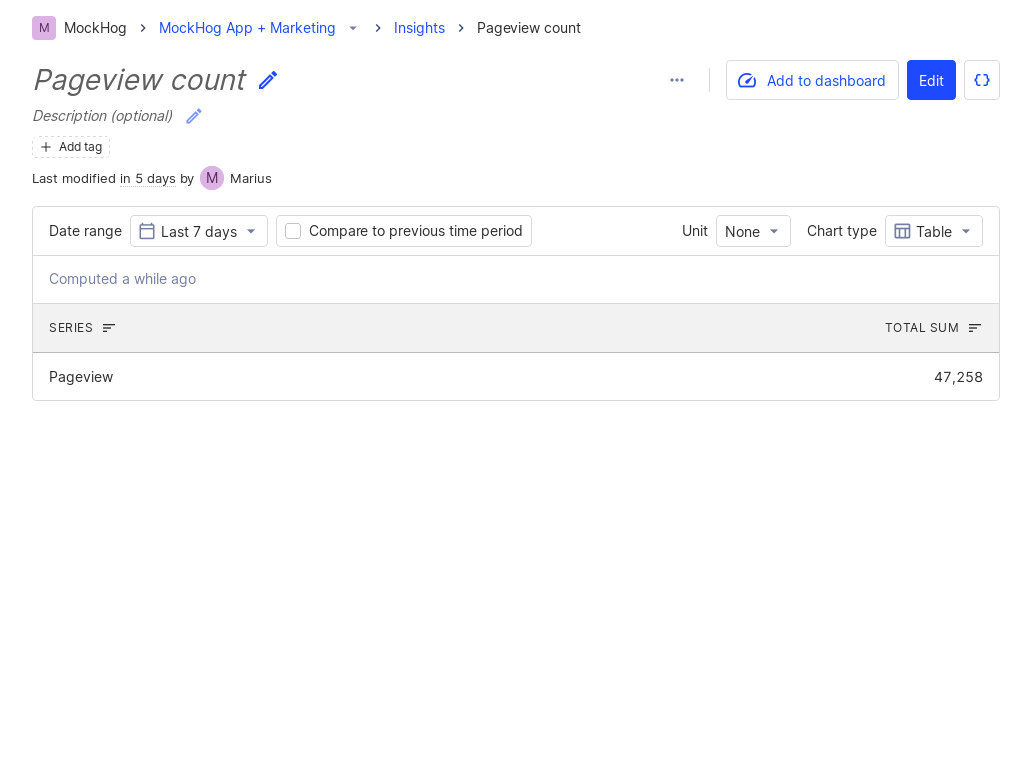 M MockHog MockHog App + Marketing Insights Pageview count
Pageview count
Add to dashboard Edit
Description (optional)
Add tag
Last modified in 5 days by M Marius
Date range Last 7 days Compare to previous time period Unit None Chart type Table
Computed a while ago
SERIES TOTAL SUM
Pageview 47,258